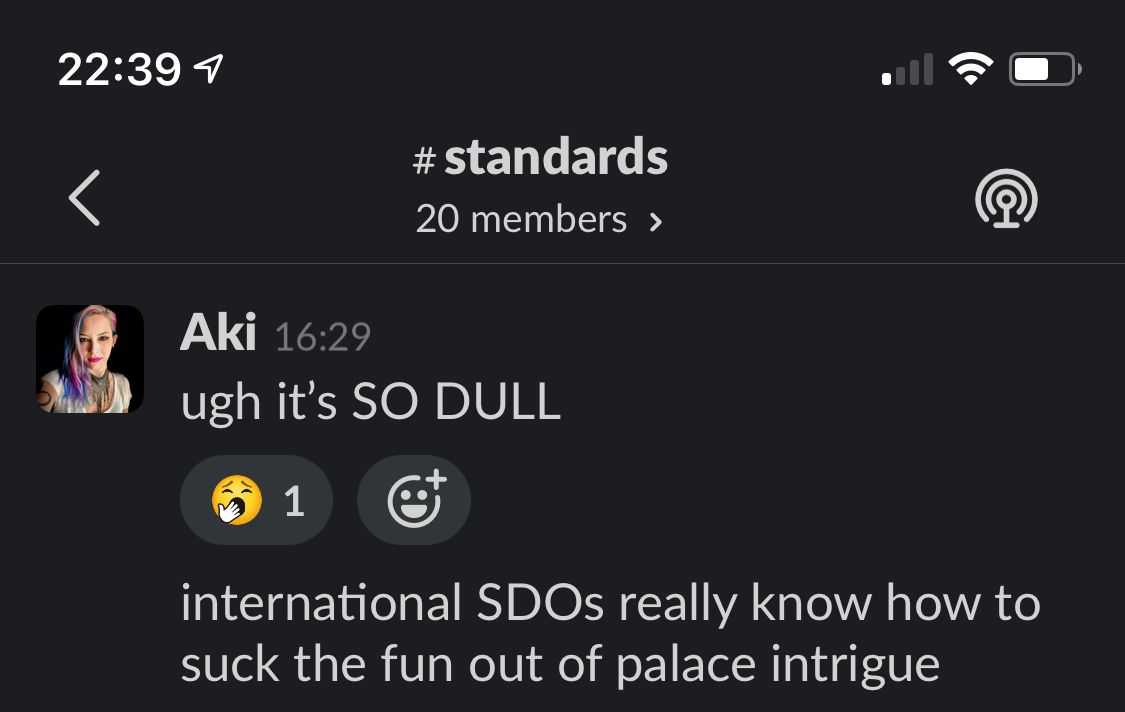 22:39
#standards
20 members >
Aki 16:29
ugh it’s SO DULL
1
international SDOs really know how to
suck the fun out of palace intrigue